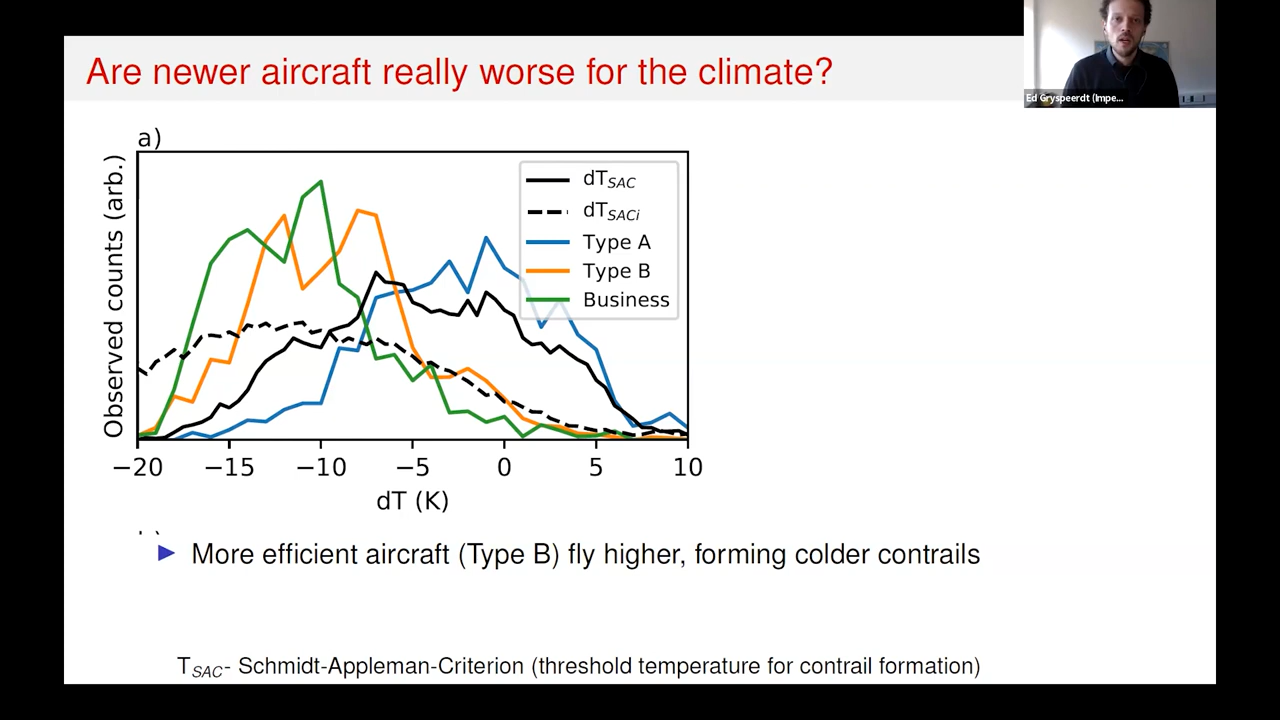 Are newer aircraft really worse for the climate?
Ed Gryspeerdt (Impe...
a)
Observed counts (arb.)
dT_SAC
dT_SACi
Type A
Type B
Business
−20 −15 −10 −5 0 5 10
dT (K)
More efficient aircraft (Type B) fly higher, forming colder contrails
T_SAC- Schmidt-Appleman-Criterion (threshold temperature for contrail formation)